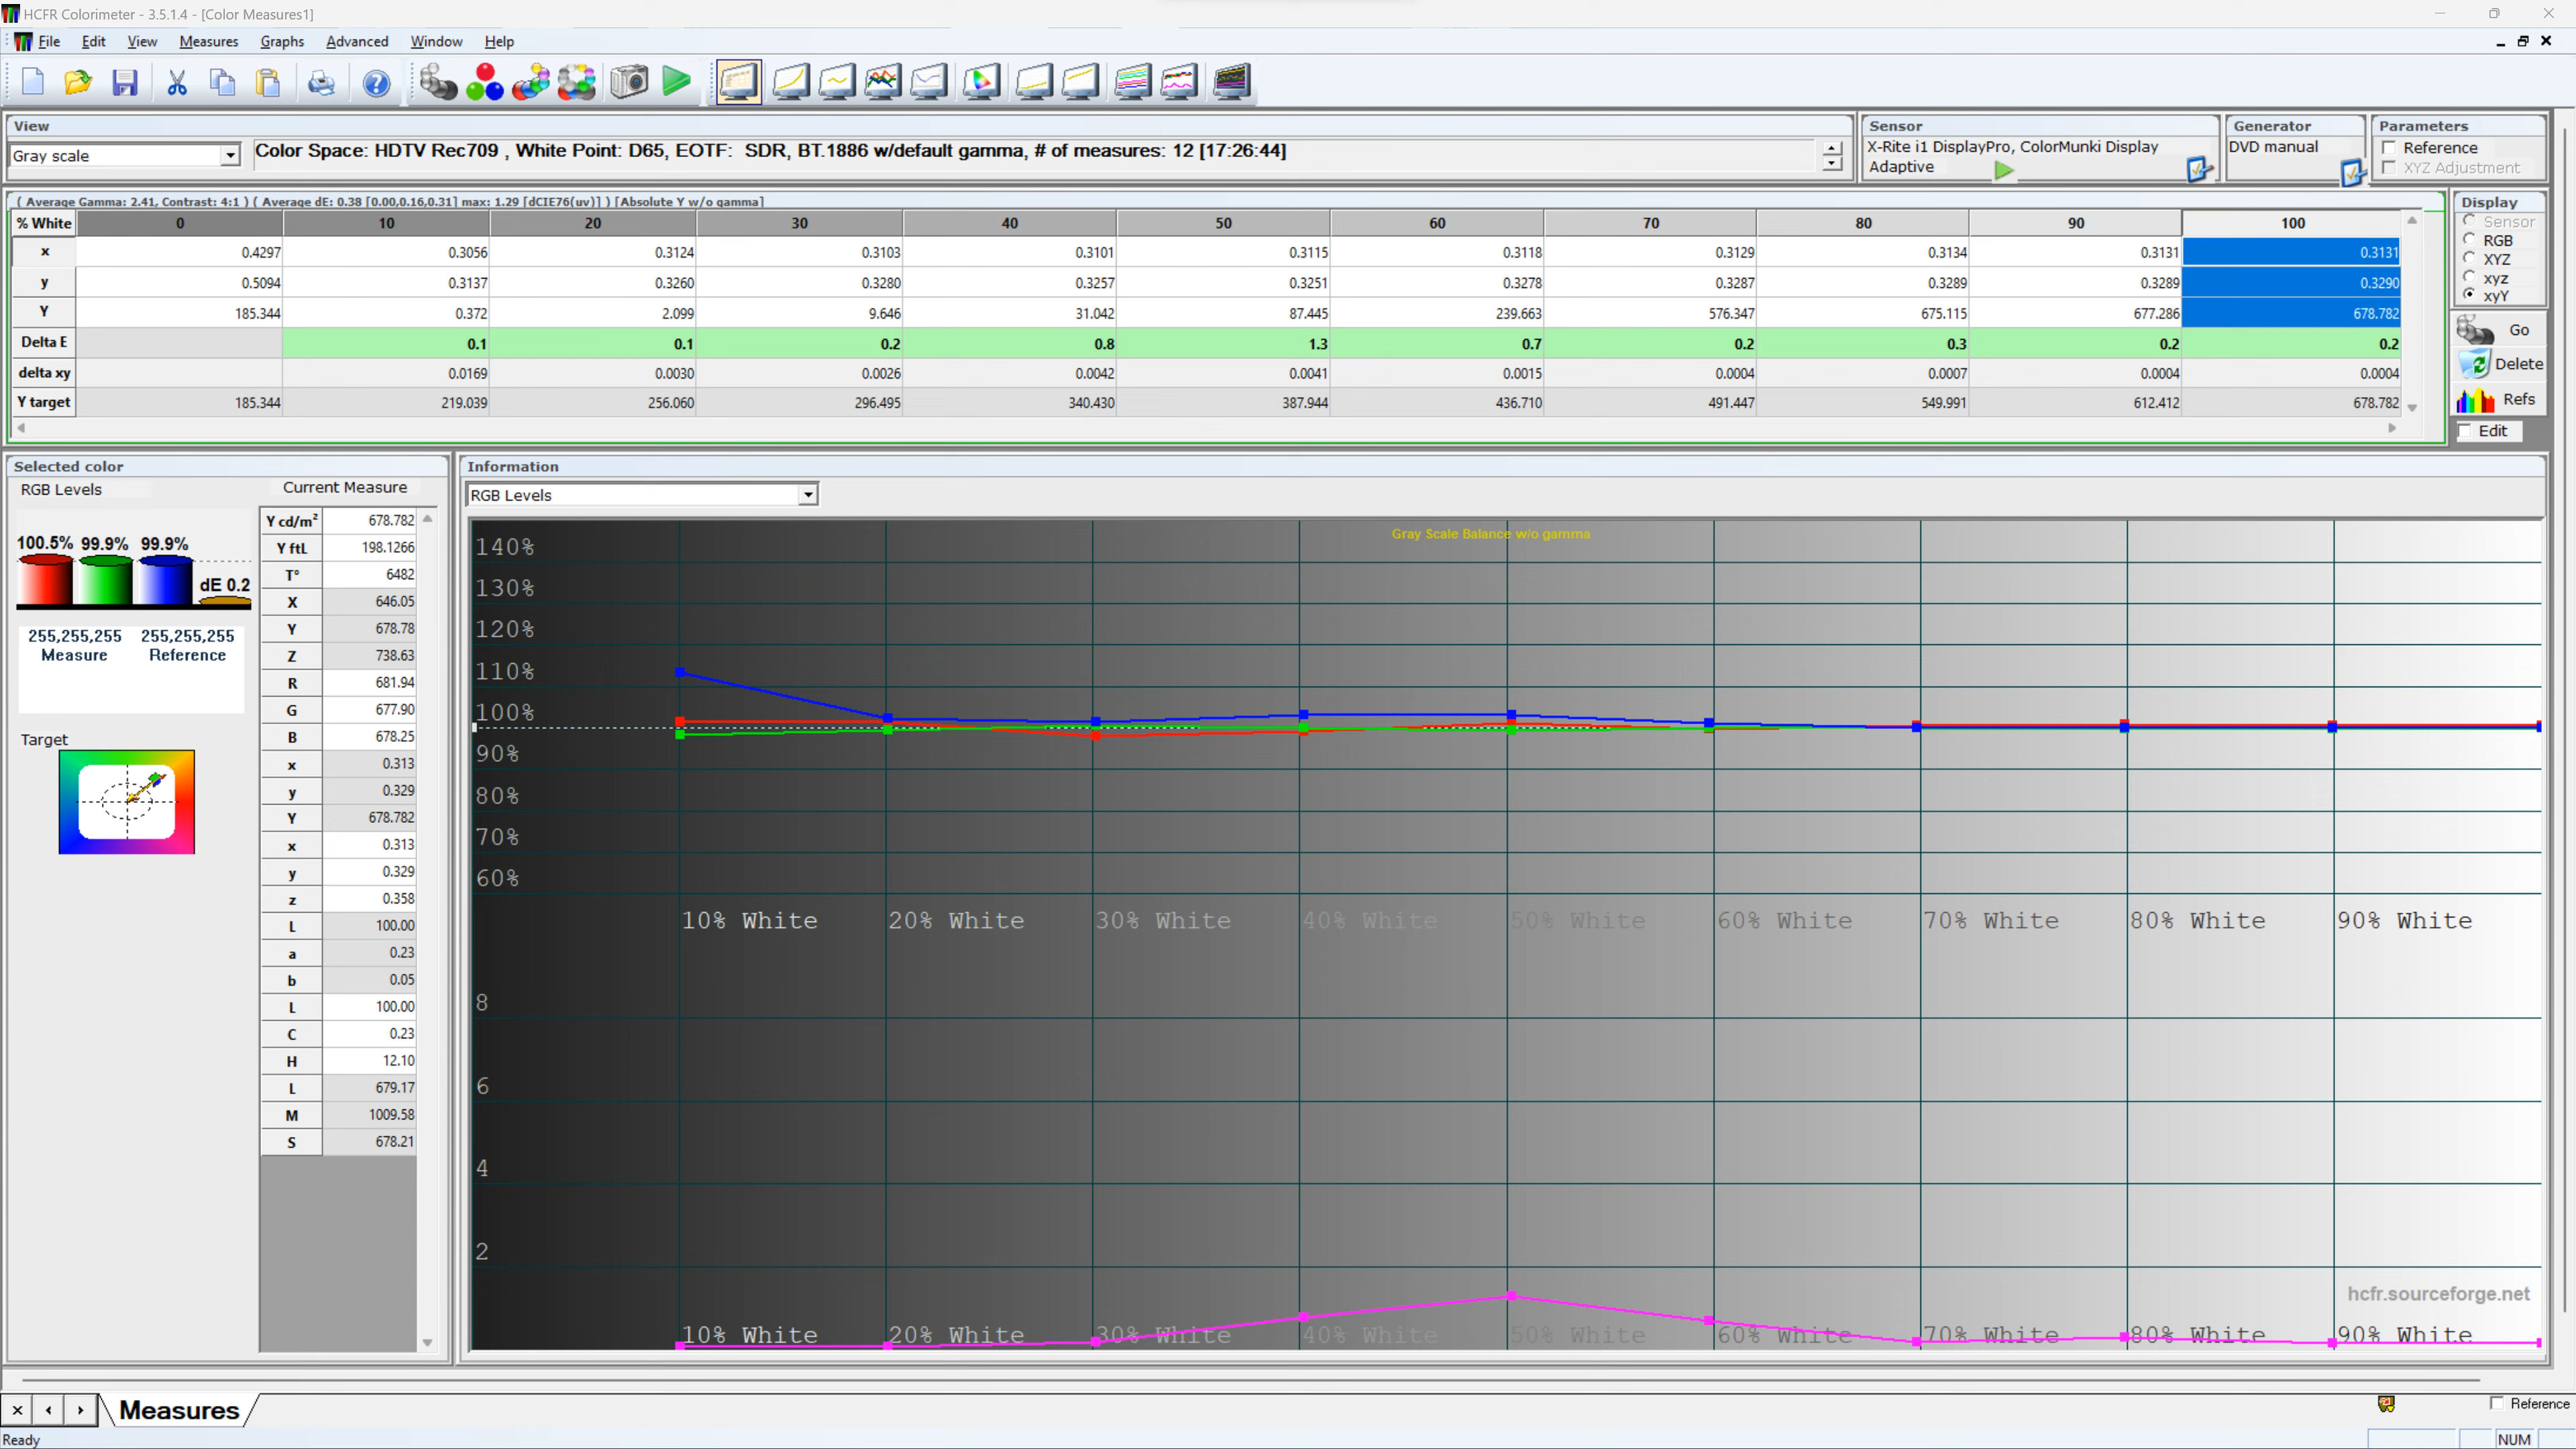 HCFR Colorimeter - 3.5.1.4 - [Color Measures1]
File Edit View Measures Graphs Advanced Window Help
View
Gray scale
Color Space: HDTV Rec709 , White Point: D65, EOTF: SDR, BT.1886 w/default gamma, # of measures: 12 [17:26:44]
Sensor
X-Rite i1 DisplayPro, ColorMunki Display
Adaptive
Generator
DVD manual
Parameters
Reference
XYZ Adjustment
( Average Gamma: 2.41, Contrast: 4:1 ) ( Average dE: 0.38 [0.00,0.16,0.31] max: 1.29 [dCIE76(uv)] ) [Absolute Y w/o gamma]
% White 0 10 20 30 40 50 60 70 80 90 100
x 0.4297 0.3056 0.3124 0.3103 0.3101 0.3115 0.3118 0.3129 0.3134 0.3131 0.3131
y 0.5094 0.3137 0.3260 0.3280 0.3257 0.3251 0.3278 0.3287 0.3289 0.3289 0.3290
Y 185.344 0.372 2.099 9.646 31.042 87.445 239.663 576.347 675.115 677.286 678.782
Delta E 0.1 0.1 0.2 0.8 1.3 0.7 0.2 0.3 0.2 0.2
delta xy 0.0169 0.0030 0.0026 0.0042 0.0041 0.0015 0.0004 0.0007 0.0004 0.0004
Y target 185.344 219.039 256.060 296.495 340.430 387.944 436.710 491.447 549.991 612.412 678.782
Display
Sensor
RGB
XYZ
xyz
xyY
Go
Delete
Refs
Edit
Selected color
RGB Levels
100.5% 99.9% 99.9%
dE 0.2
255,255,255 255,255,255
Measure Reference
Target
Current Measure
Y cd/m² 678.782
Y ftL 198.1266
T° 6482
X 646.05
Y 678.78
Z 738.63
R 681.94
G 677.90
B 678.25
x 0.313
y 0.329
Y 678.782
x 0.313
y 0.329
z 0.358
L 100.00
a 0.23
b 0.05
L 100.00
C 0.23
H 12.10
L 679.17
M 1009.58
S 678.21
Information
RGB Levels
Gray Scale Balance w/o gamma
140%
130%
120%
110%
100%
90%
80%
70%
60%
10% White 20% White 30% White 40% White 50% White 60% White 70% White 80% White 90% White
8
6
4
2
hcfr.sourceforge.net
10% White 20% White 30% White 40% White 50% White 60% White 70% White 80% White 90% White
Measures
Reference
Ready
NUM